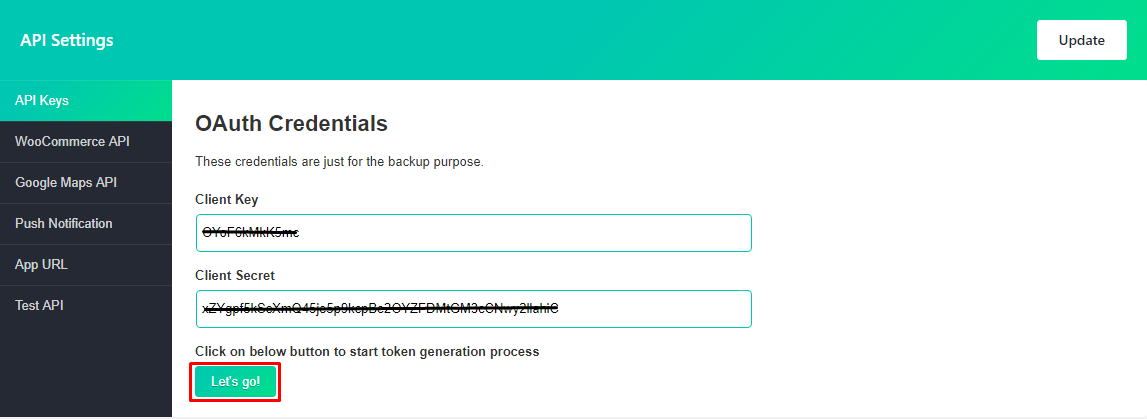 API Settings
Update
API Keys
WooCommerce API
Google Maps API
Push Notification
App URL
Test API
OAuth Credentials
These credentials are just for the backup purpose.
Client Key
Client Secret
Click on below button to start token generation process
Let's go!